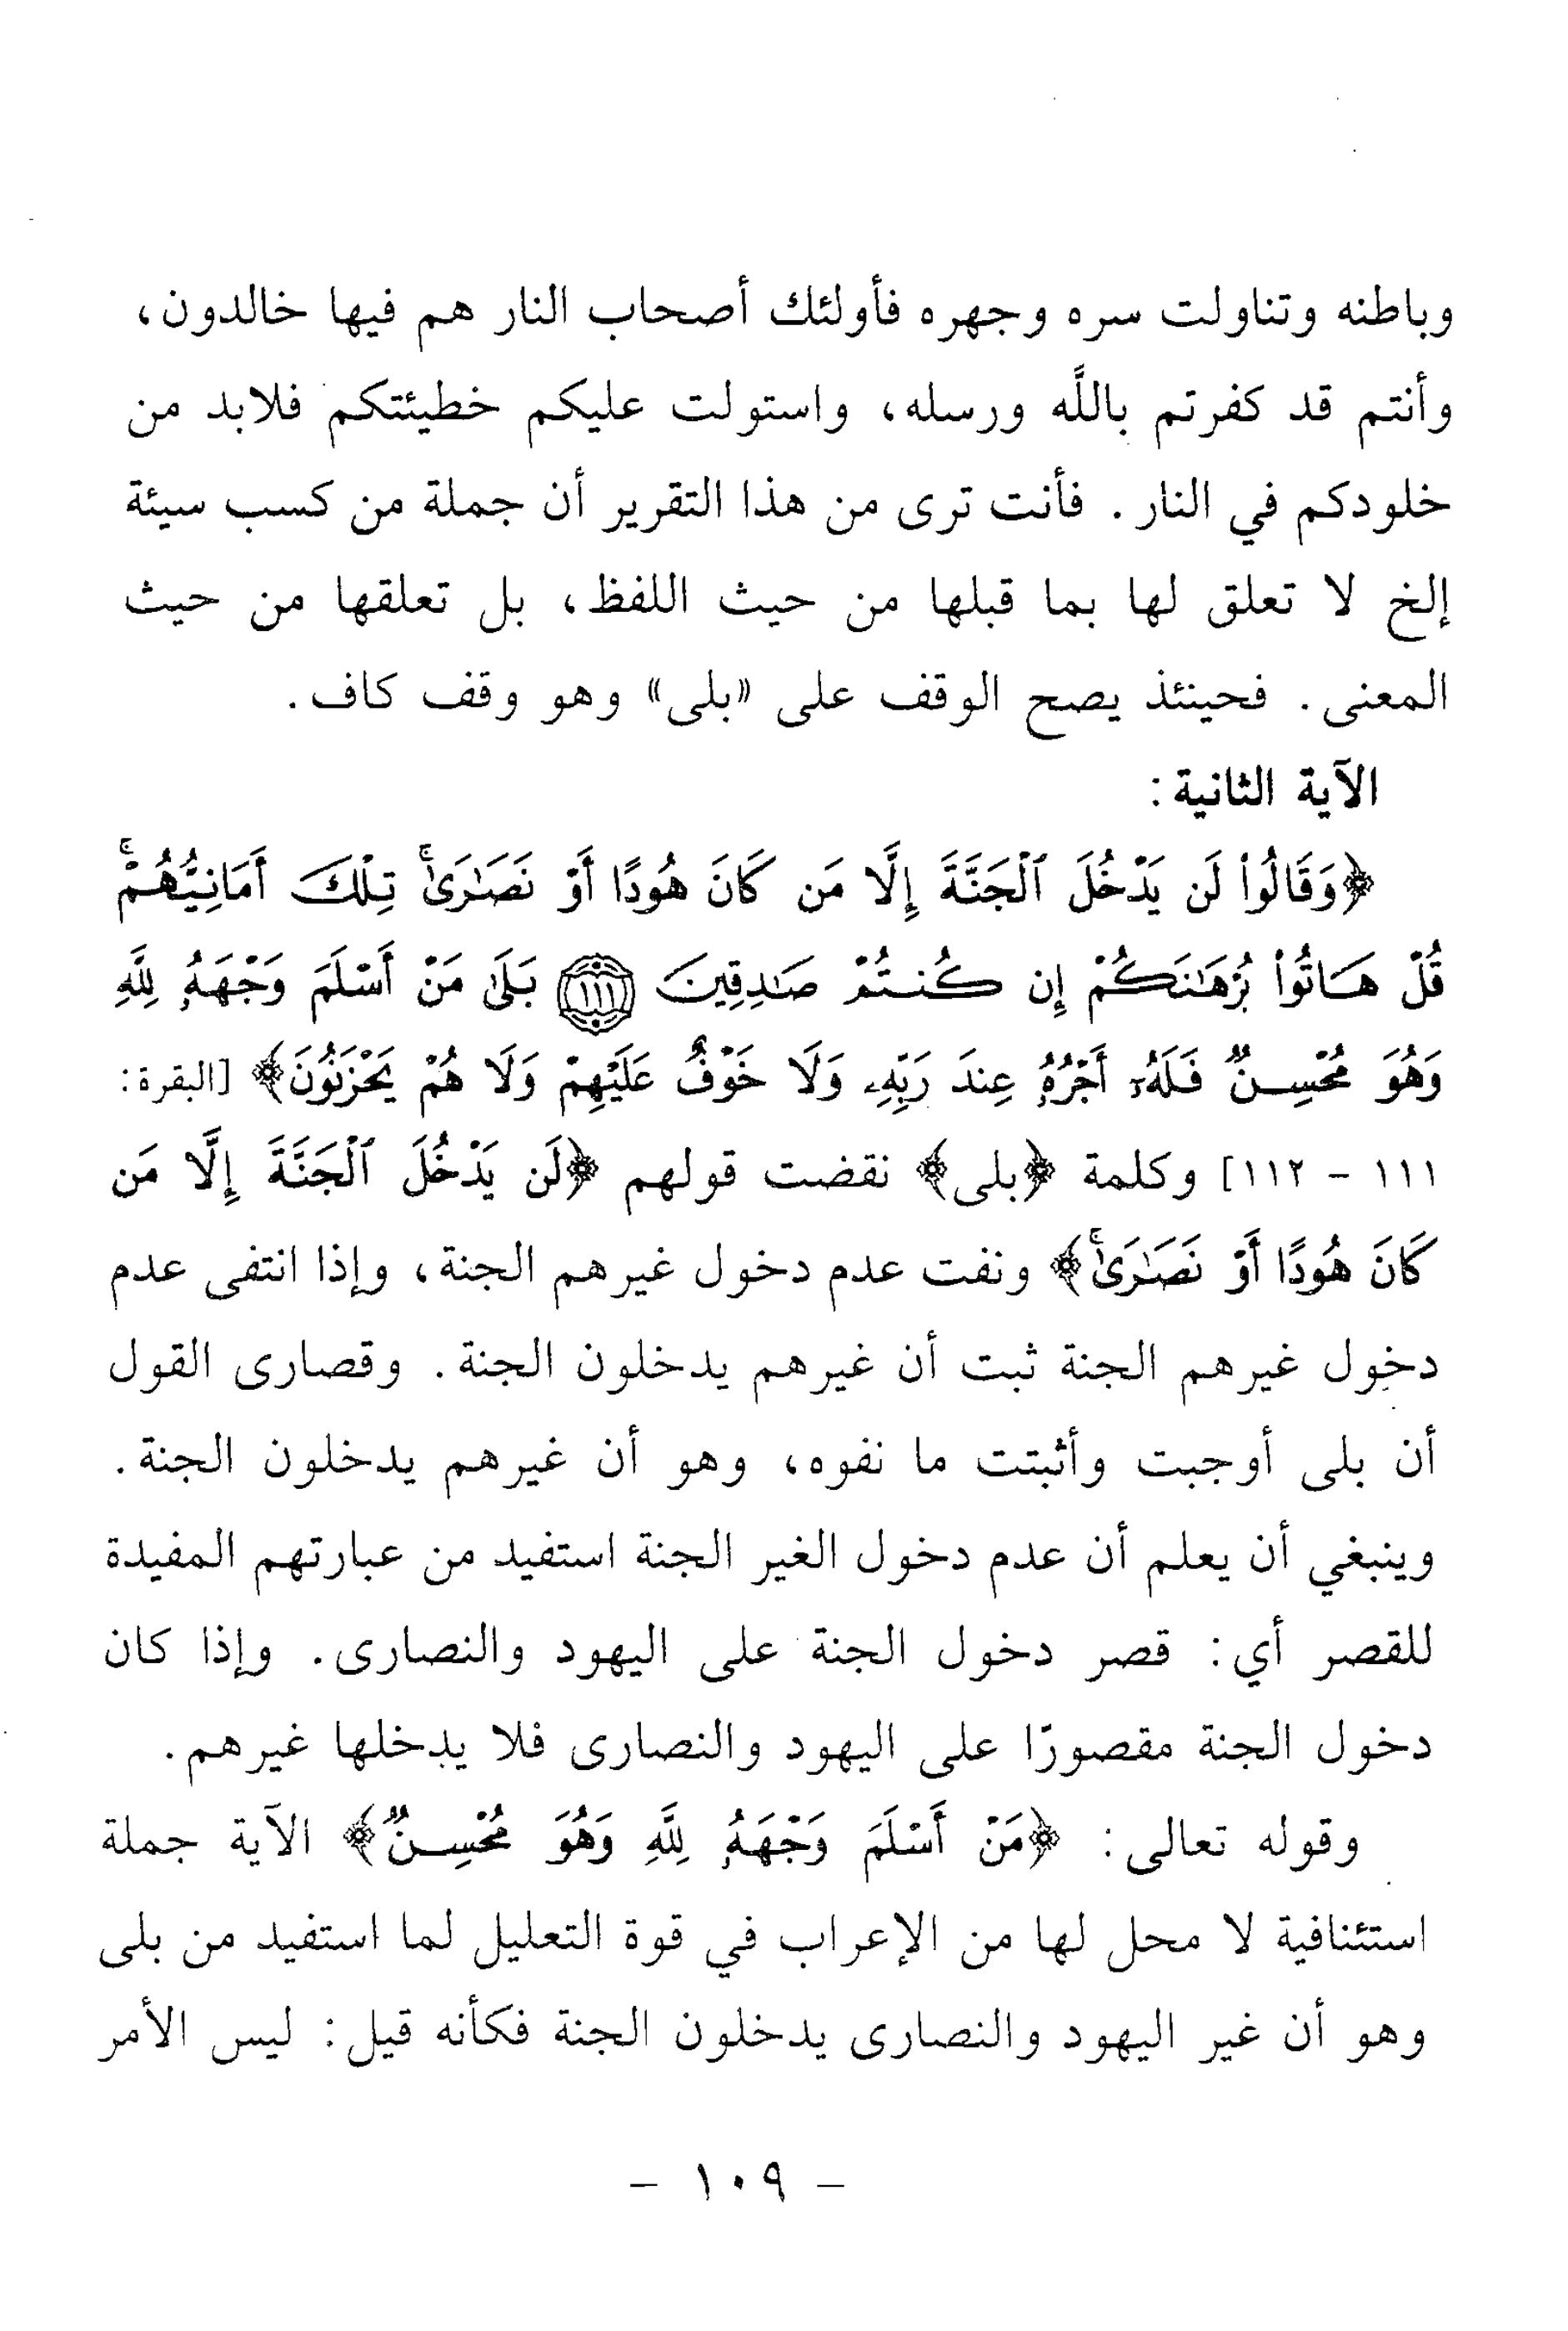 وباطنه وتناولت سره وجهره فأولئك أصحاب النار هم فيها خالدون،
وأنتم قد كفرتم باللَّه ورسله، واستولت عليكم خطيئتكم فلابد من
خلودكم في النار. فأنت ترى من هذا التقرير أن جملة من كسب سيئة
إلخ لا تعلق لها بما قبلها من حيث اللفظ، بل تعلقها من حيث
المعنى. فحينئذ يصح الوقف على «بلى» وهو وقف كاف.
الآية الثانية:
﴿وَقَالُواْ لَن يَدْخُلَ ٱلْجَنَّةَ إِلَّا مَن كَانَ هُودًا أَوْ نَصَـٰرَىٰۗ تِلْكَ أَمَانِيُّهُمْۗ
قُلْ هَاتُواْ بُرْهَـٰنَكُمْ إِن كُنتُمْ صَـٰدِقِينَ ١١١ بَلَىٰ مَنْ أَسْلَمَ وَجْهَهُۥ لِلَّهِ
وَهُوَ مُحْسِنٌ فَلَهُۥٓ أَجْرُهُۥ عِندَ رَبِّهِۦ وَلَا خَوْفٌ عَلَيْهِمْ وَلَا هُمْ يَحْزَنُونَ﴾ [البقرة:
١١١ - ١١٢] وكلمة ﴿بلى﴾ نقضت قولهم ﴿لَن يَدْخُلَ ٱلْجَنَّةَ إِلَّا مَن
كَانَ هُودًا أَوْ نَصَـٰرَىٰۗ﴾ ونفت عدم دخول غيرهم الجنة، وإذا انتفى عدم
دخول غيرهم الجنة ثبت أن غيرهم يدخلون الجنة. وقصارى القول
أن بلى أوجبت وأثبتت ما نفوه، وهو أن غيرهم يدخلون الجنة.
وينبغي أن يعلم أن عدم دخول الغير الجنة استفيد من عبارتهم المفيدة
للقصر أي: قصر دخول الجنة على اليهود والنصارى. وإذا كان
دخول الجنة مقصورًا على اليهود والنصارى فلا يدخلها غيرهم.
وقوله تعالى: ﴿مَنْ أَسْلَمَ وَجْهَهُۥ لِلَّهِ وَهُوَ مُحْسِنٌ﴾ الآية جملة
استئنافية لا محل لها من الإعراب في قوة التعليل لما استفيد من بلى
وهو أن غير اليهود والنصارى يدخلون الجنة فكأنه قيل: ليس الأمر
- ١٠٩ -